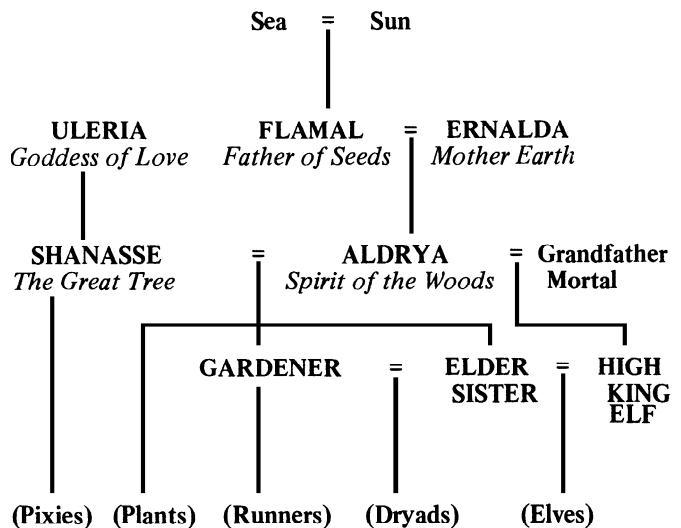 Sea = Sun
ULERIA FLAMAL = ERNALDA
Goddess of Love Father of Seeds Mother Earth
SHANASSE = ALDRYA = Grandfather
The Great Tree Spirit of the Woods Mortal
GARDENER = ELDER = HIGH
SISTER KING
ELF
(Pixies) (Plants) (Runners) (Dryads) (Elves)